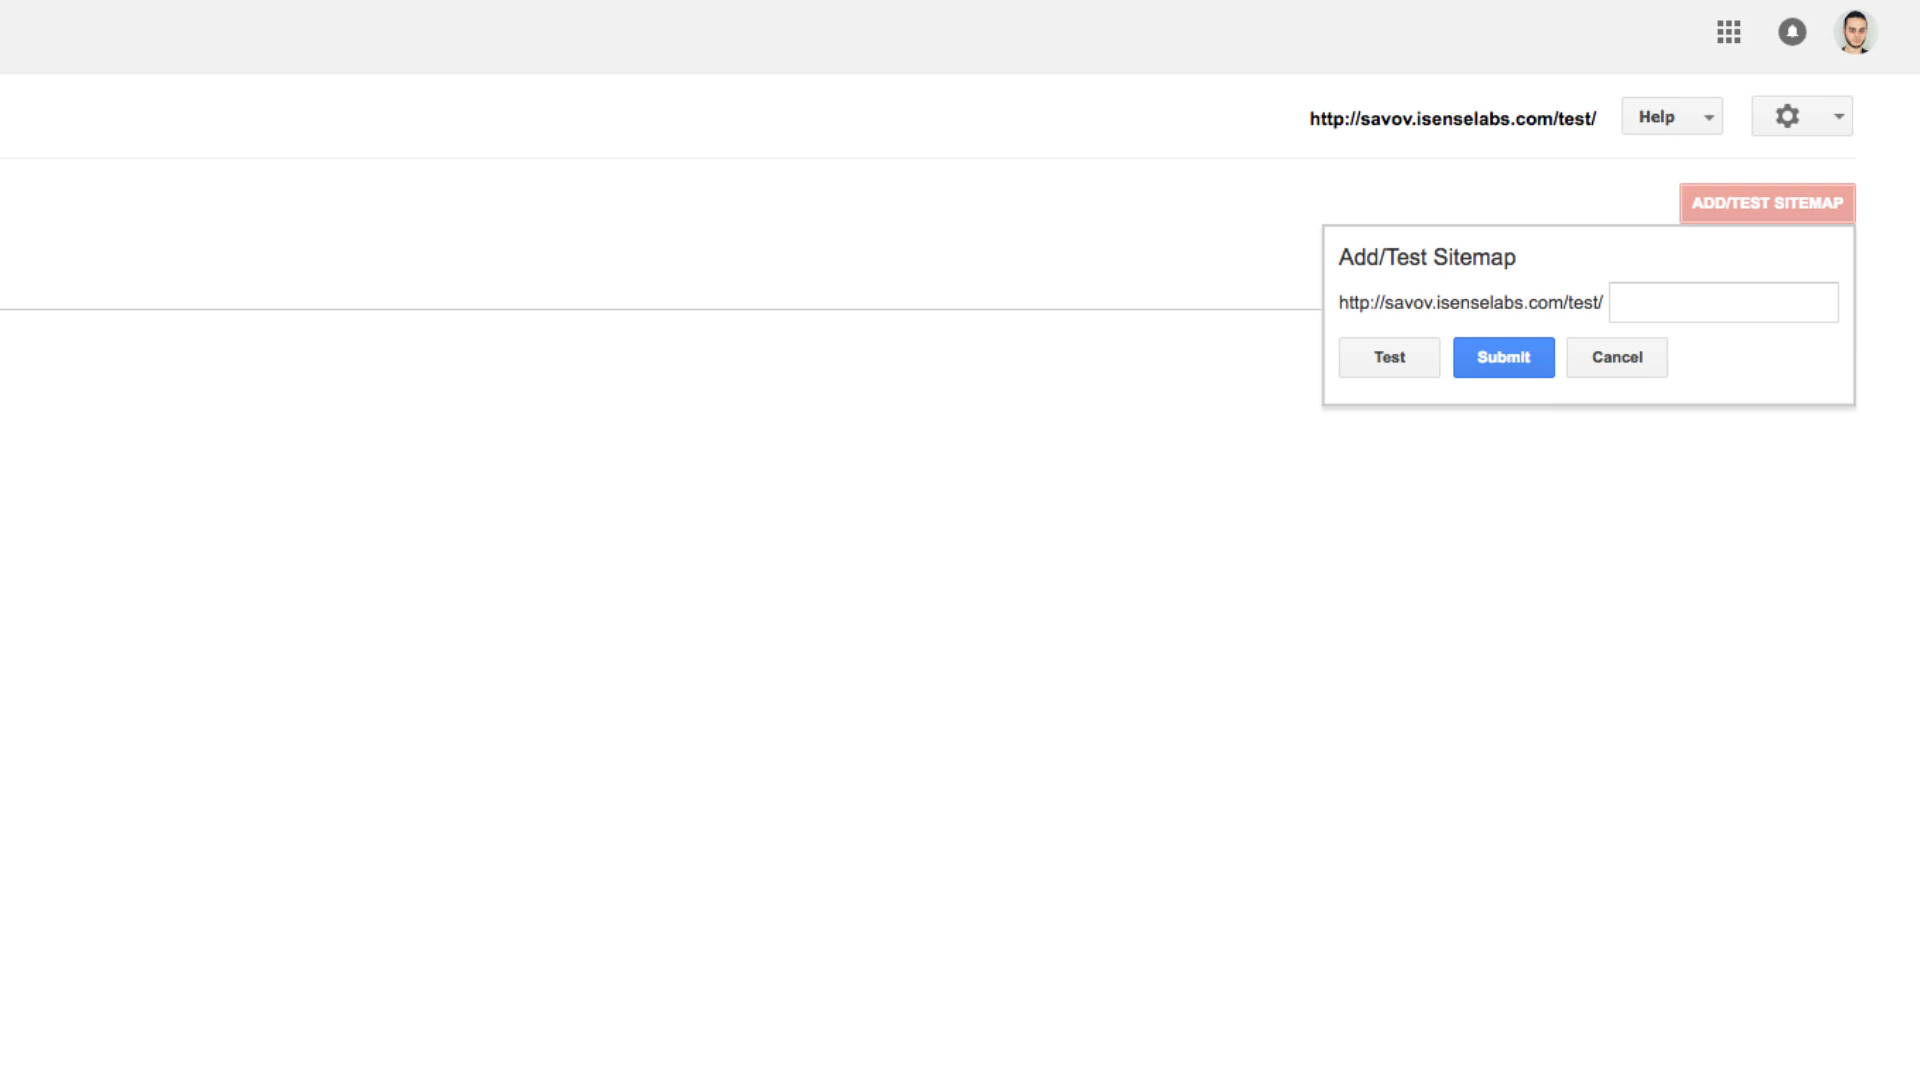 http://savov.isenselabs.com/test/ Help
ADD/TEST SITEMAP
Add/Test Sitemap
http://savov.isenselabs.com/test/
Test Submit Cancel